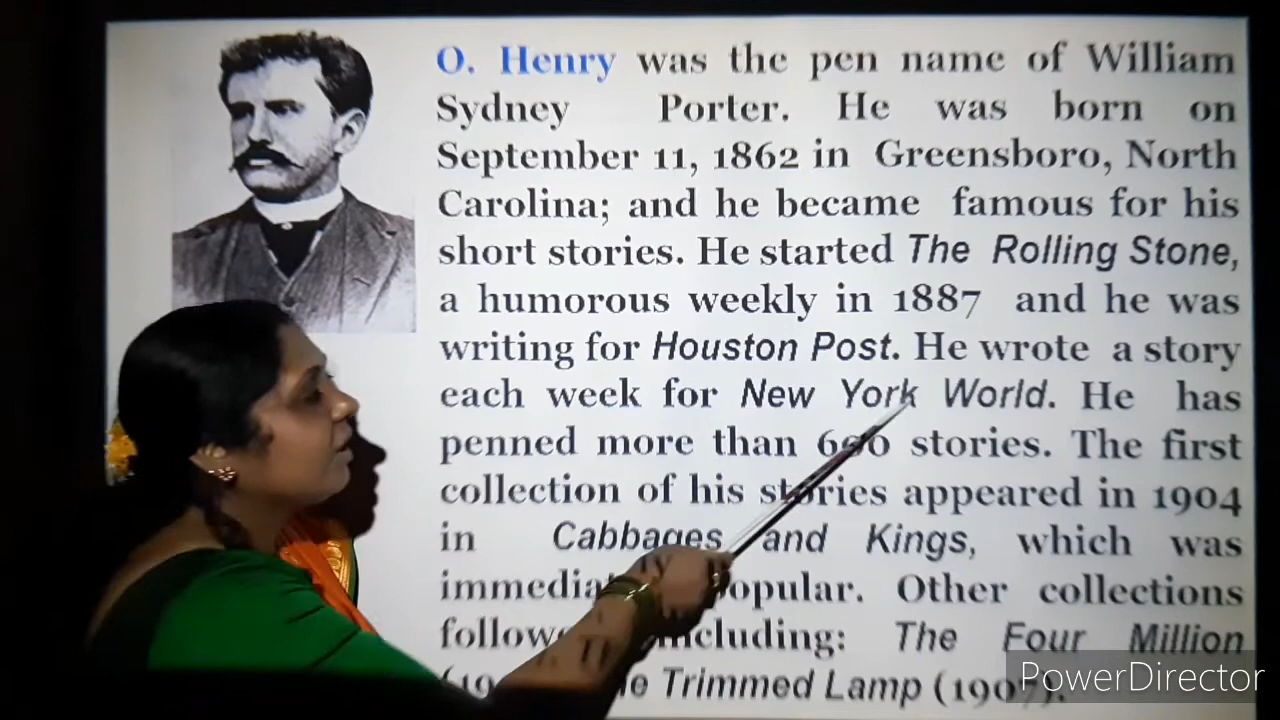 O. Henry was the pen name of William
Sydney Porter. He was born on
September 11, 1862 in Greensboro, North
Carolina; and he became famous for his
short stories. He started The Rolling Stone,
a humorous weekly in 1887 and he was
writing for Houston Post. He wrote a story
each week for New York World. He has
penned more than 600 stories. The first
collection of his stories appeared in 1904
in Cabbages and Kings, which was
popular. Other collections
including: The Four Million
Trimmed Lamp (1907).
PowerDirector